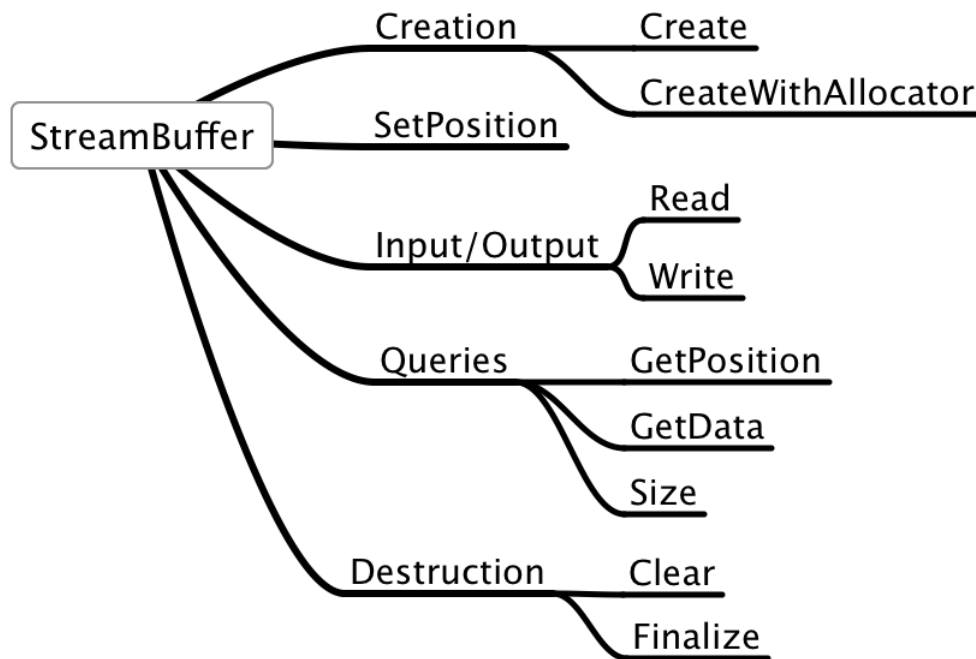 StreamBuffer
Creation
Create
CreateWithAllocator
SetPosition
Input/Output
Read
Write
Queries
GetPosition
GetData
Size
Destruction
Clear
Finalize